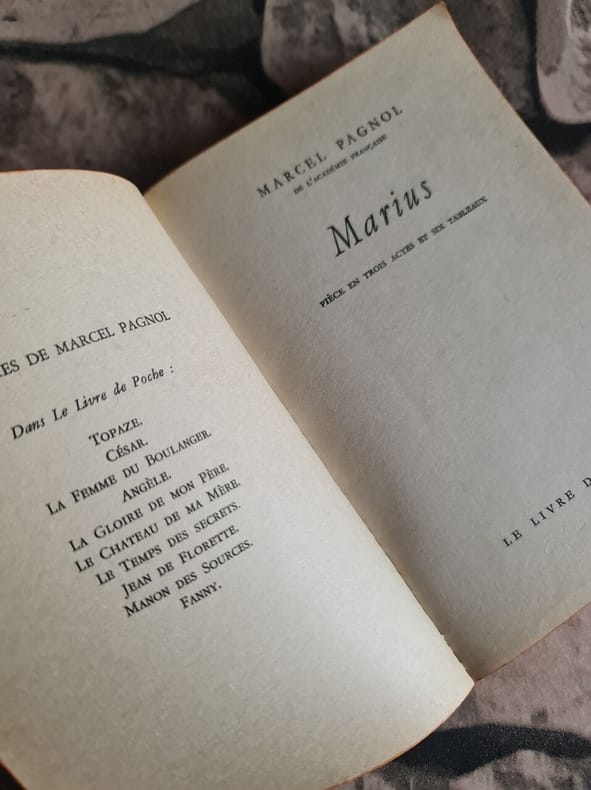 DE MARCEL PAGNOL
Dans Le Livre de Poche :
TOPAZE.
CÉSAR.
LA FEMME DU BOULANGER.
ANGÈLE.
LA GLOIRE DE MON PÈRE.
LE CHATEAU DE MA MÈRE.
LE TEMPS DES SECRETS.
JEAN DE FLORETTE.
MANON DES SOURCES.
FANNY.
MARCEL PAGNOL
DE L'ACADÉMIE FRANÇAISE
Marius
PIÈCE EN TROIS ACTES ET SIX TABLEAUX
LE LIVRE D